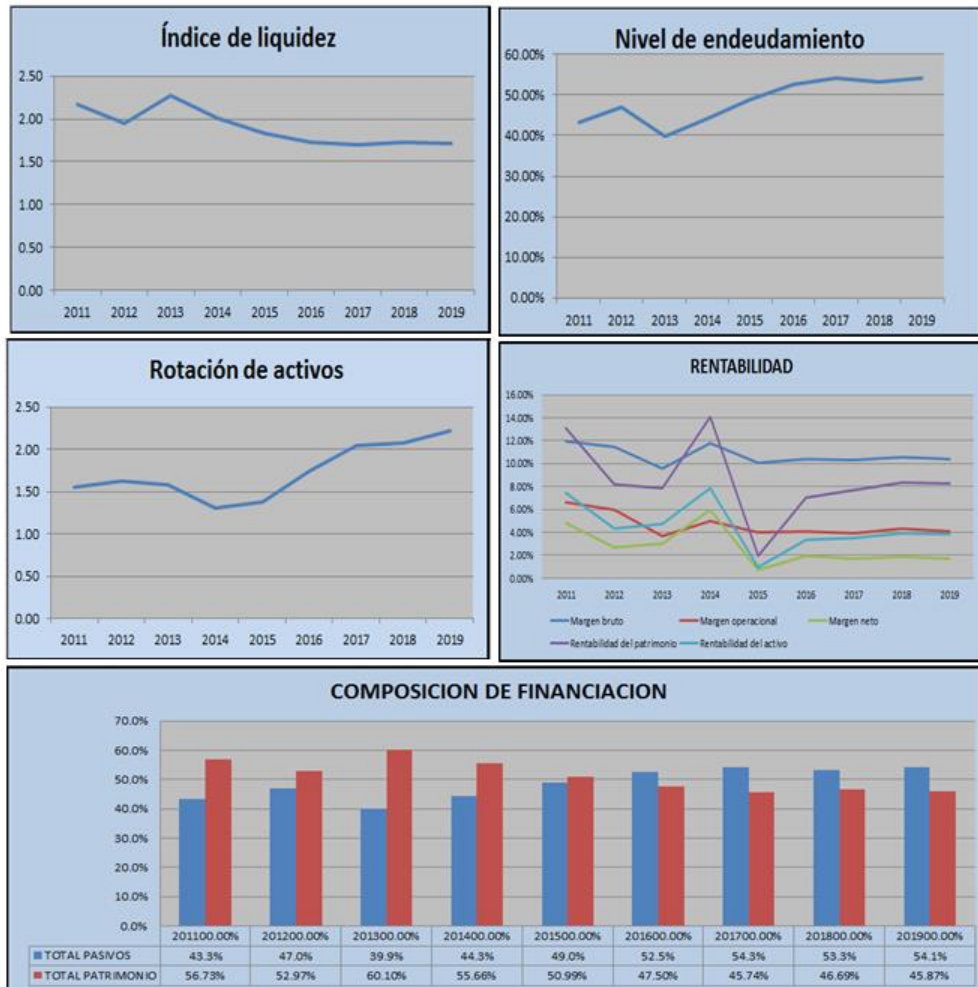 Índice de liquidez
2.50
2.00
1.50
1.00
0.50
0.00
2011 2012 2013 2014 2015 2016 2017 2018 2019
Nivel de endeudamiento
60.00%
50.00%
40.00%
30.00%
20.00%
10.00%
0.00%
2011 2012 2013 2014 2015 2016 2017 2018 2019
Rotación de activos
2.50
2.00
1.50
1.00
0.50
0.00
2011 2012 2013 2014 2015 2016 2017 2018 2019
RENTABILIDAD
16.00%
14.00%
12.00%
10.00%
8.00%
6.00%
4.00%
2.00%
0.00%
2011 2012 2013 2014 2015 2016 2017 2018 2019
Margen bruto Margen operacional Margen neto
Rentabilidad del patrimonio Rentabilidad del activo
COMPOSICION DE FINANCIACION
70.0%
60.0%
50.0%
40.0%
30.0%
20.0%
10.0%
0.0%
201100.00% 201200.00% 201300.00% 201400.00% 201500.00% 201600.00% 201700.00% 201800.00% 201900.00%
TOTAL PASIVOS 43.3% 47.0% 39.9% 44.3% 49.0% 52.5% 54.3% 53.3% 54.1%
TOTAL PATRIMONIO 56.73% 52.97% 60.10% 55.66% 50.99% 47.50% 45.74% 46.69% 45.87%